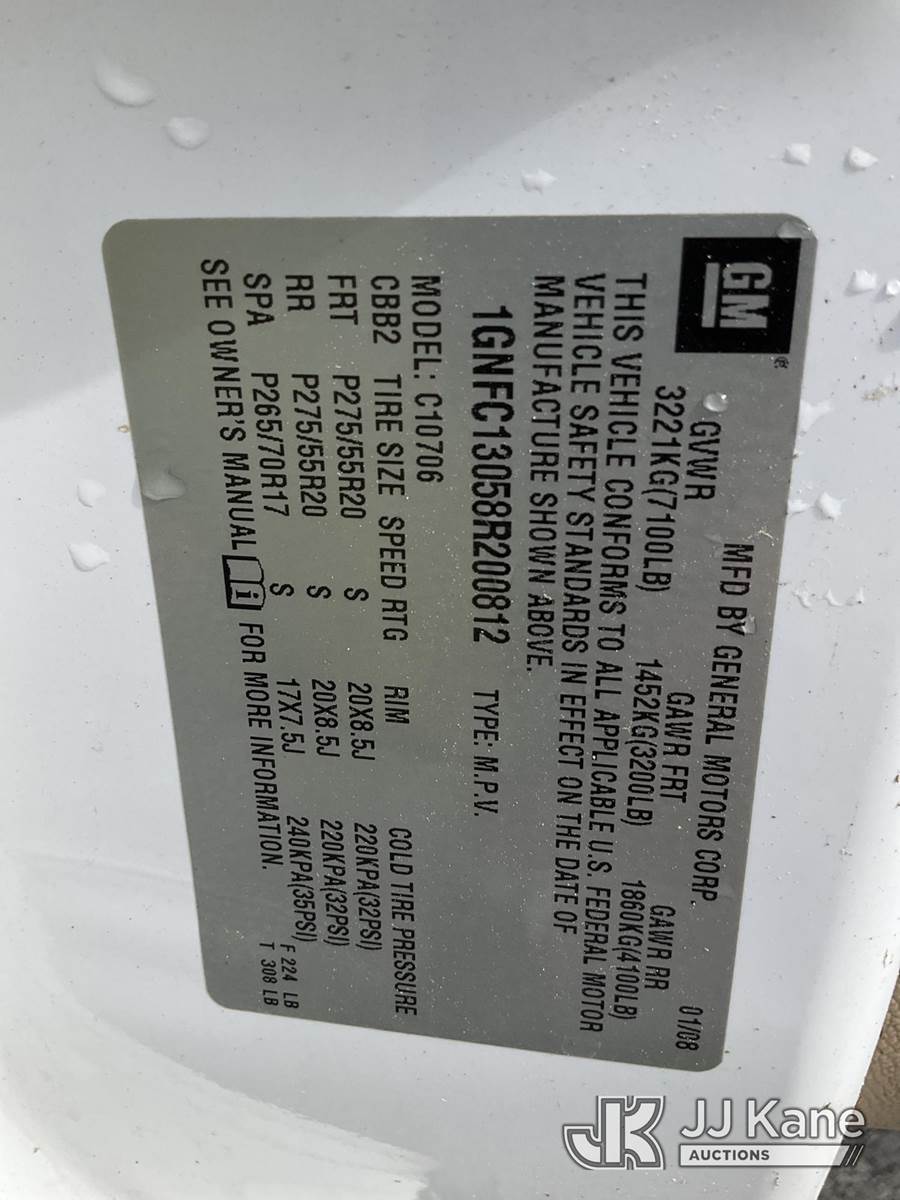 GM ®
MFD BY GENERAL MOTORS CORP. 01/08
GVWR GAWR FRT GAWR RR
3221KG(7100LB) 1452KG(3200LB) 1860KG(4100LB)
THIS VEHICLE CONFORMS TO ALL APPLICABLE U.S. FEDERAL MOTOR
VEHICLE SAFETY STANDARDS IN EFFECT ON THE DATE OF
MANUFACTURE SHOWN ABOVE.
1GNFC13058R200812 TYPE: M.P.V.
MODEL: C10706
CBB2 TIRE SIZE SPEED RTG RIM COLD TIRE PRESSURE
FRT P275/55R20 S 20X8.5J 220KPA(32PSI)
RR P275/55R20 S 20X8.5J 220KPA(32PSI)
SPA P265/70R17 S 17X7.5J 240KPA(35PSI) F 224 LB
SEE OWNER'S MANUAL i FOR MORE INFORMATION. T 308 LB
JK JJ Kane
AUCTIONS